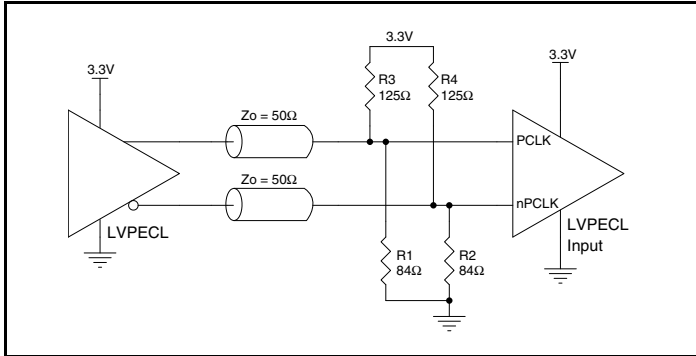 3.3V
3.3V
3.3V
R3
125Ω
R4
125Ω
Zo = 50Ω
PCLK
Zo = 50Ω
nPCLK
LVPECL
LVPECL
Input
R1
84Ω
R2
84Ω